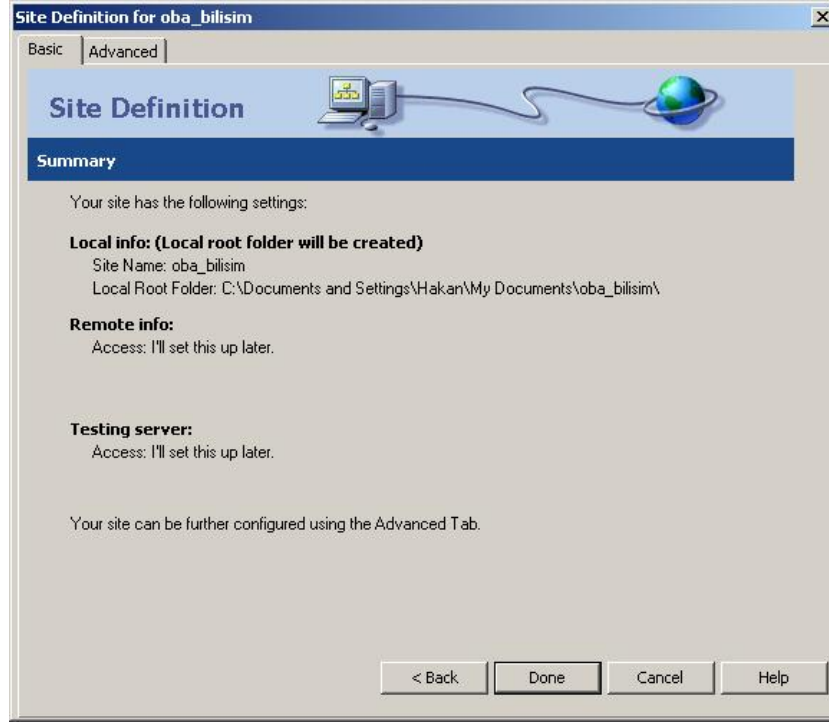 Site Definition for oba_bilisim
Basic
Advanced
Site Definition
Summary
Your site has the following settings:
Local info: (Local root folder will be created)
Site Name: oba_bilisim
Local Root Folder: C:\Documents and Settings\Hakan\My Documents\oba_bilisim\
Remote info:
Access: I'll set this up later.
Testing server:
Access: I'll set this up later.
Your site can be further configured using the Advanced Tab.
< Back
Done
Cancel
Help